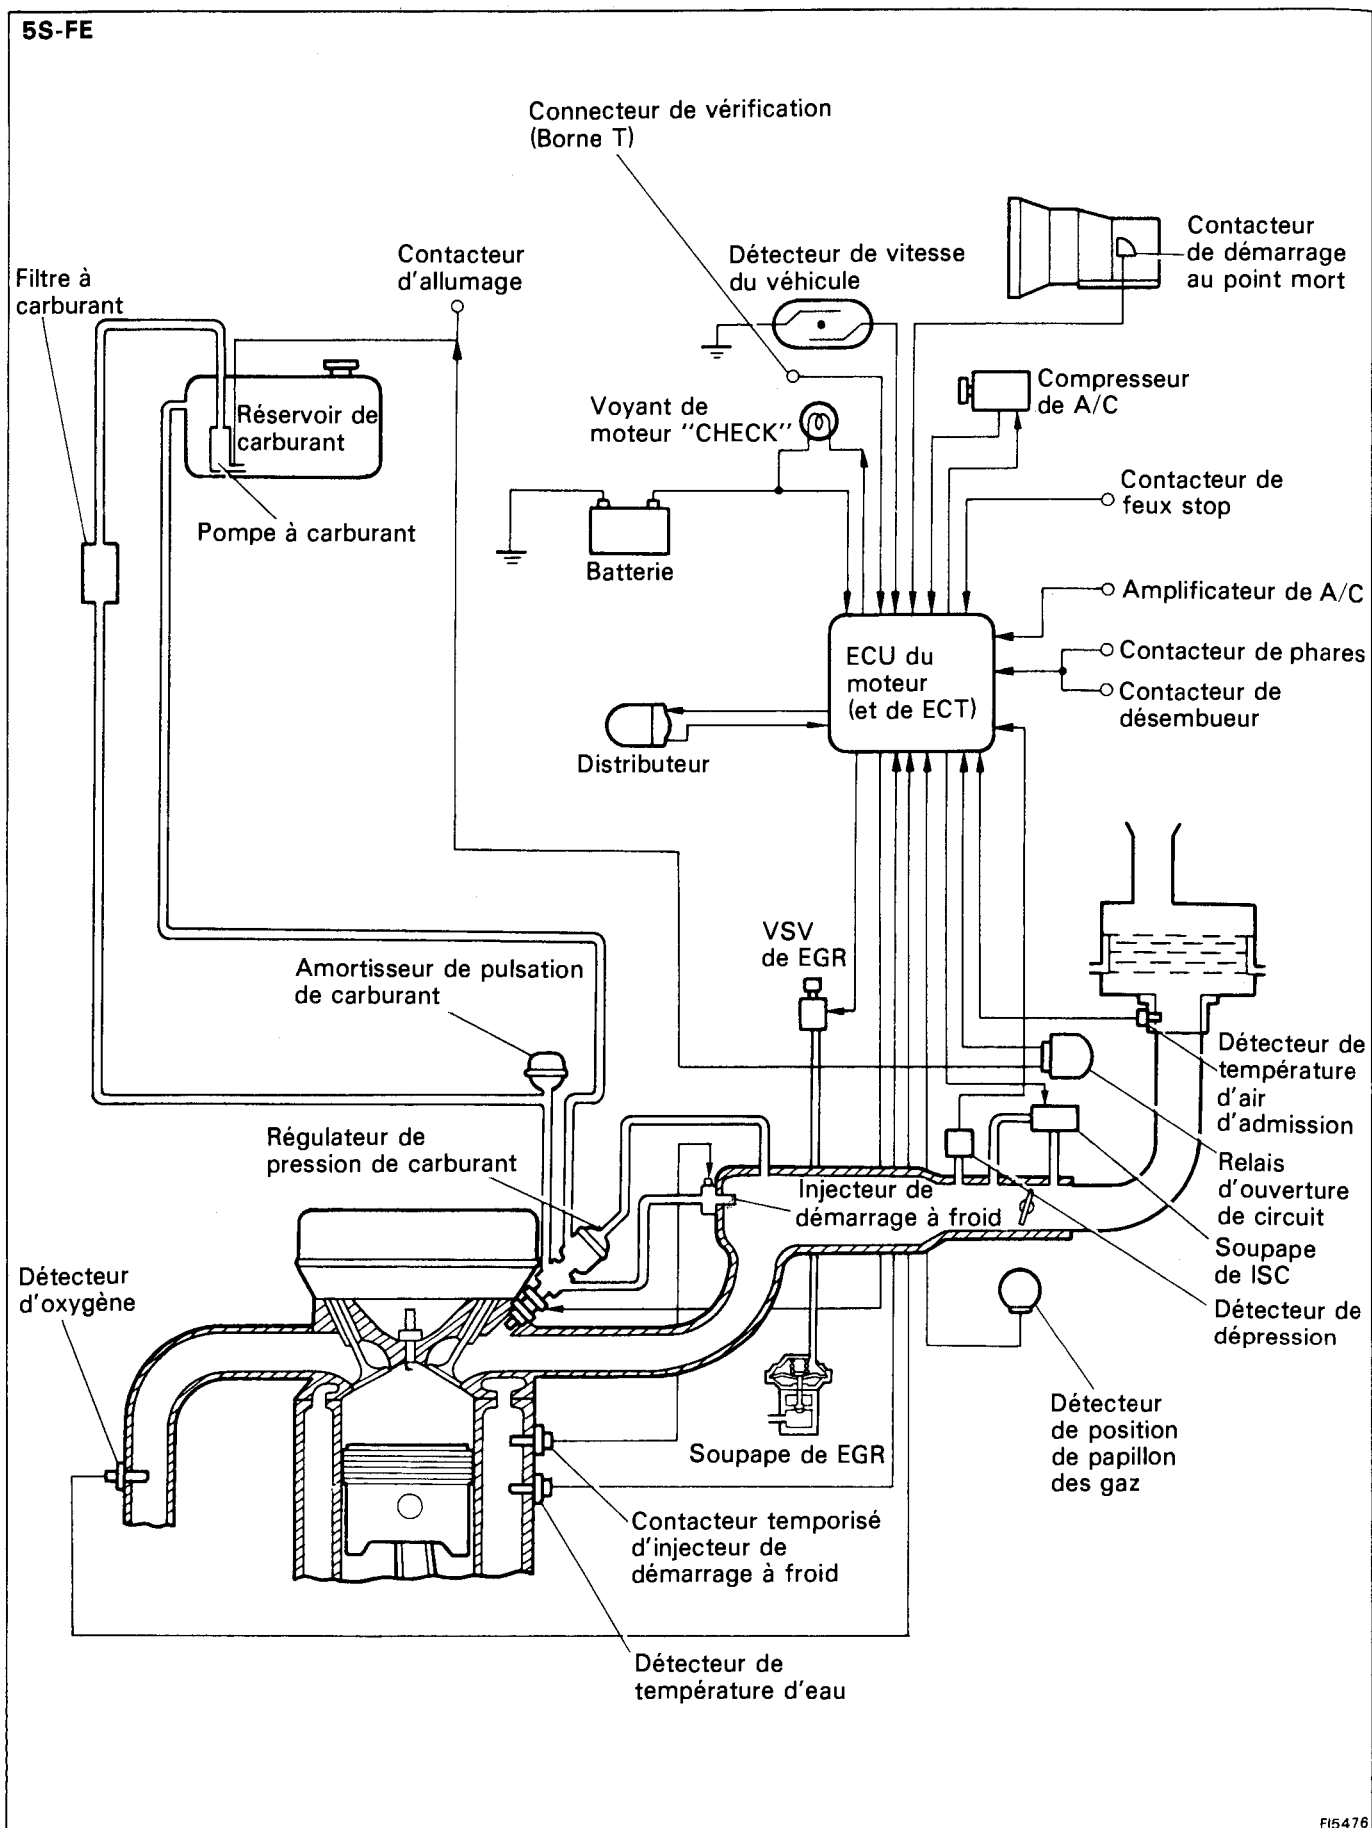 5S-FE
Connecteur de vérification
(Borne T)
Contacteur
de démarrage
au point mort
Contacteur
d'allumage
Détecteur de vitesse
du véhicule
Filtre à
carburant
Réservoir de
carburant
Voyant de
moteur "CHECK"
Compresseur
de A/C
Pompe à carburant
Batterie
Contacteur de
feux stop
Amplificateur de A/C
ECU du
moteur
(et de ECT)
Contacteur de phares
Contacteur de
désembueur
Distributeur
VSV
de EGR
Amortisseur de pulsation
de carburant
Détecteur de
température
d'air
d'admission
Régulateur de
pression de carburant
Injecteur de
démarrage à froid
Relais
d'ouverture
de circuit
Soupape
de ISC
Détecteur
d'oxygène
Détecteur de
dépression
Détecteur
de position
de papillon
des gaz
Soupape de EGR
Contacteur temporisé
d'injecteur de
démarrage à froid
Détecteur de
température d'eau
FI5476